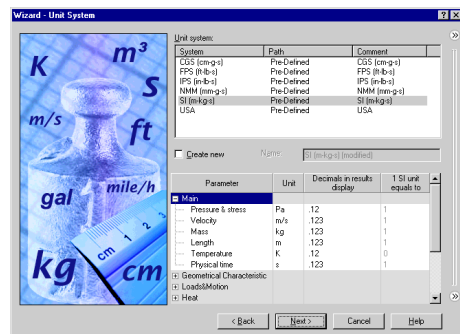 Wizard - Unit System
K
m³
S
m/s
ft
gal
mile/h
cm 1 2 3
kg
cm
Unit system:
System Path Comment
CGS (cm-g-s) Pre-Defined CGS (cm-g-s)
FPS (ft-lb-s) Pre-Defined FPS (ft-lb-s)
IPS (in-lb-s) Pre-Defined IPS (in-lb-s)
NMM (mm-g-s) Pre-Defined NMM (mm-g-s)
SI (m-kg-s) Pre-Defined SI (m-kg-s)
USA Pre-Defined USA
Create new Name: SI (m-kg-s) (modified)
Parameter Unit Decimals in results display 1 SI unit equals to
Main
Pressure & stress Pa .12 1
Velocity m/s .123 1
Mass kg .123 1
Length m .123 1
Temperature K .12 0
Physical time s .123 1
Geometrical Characteristic
Loads&Motion
Heat
< Back Next > Cancel Help